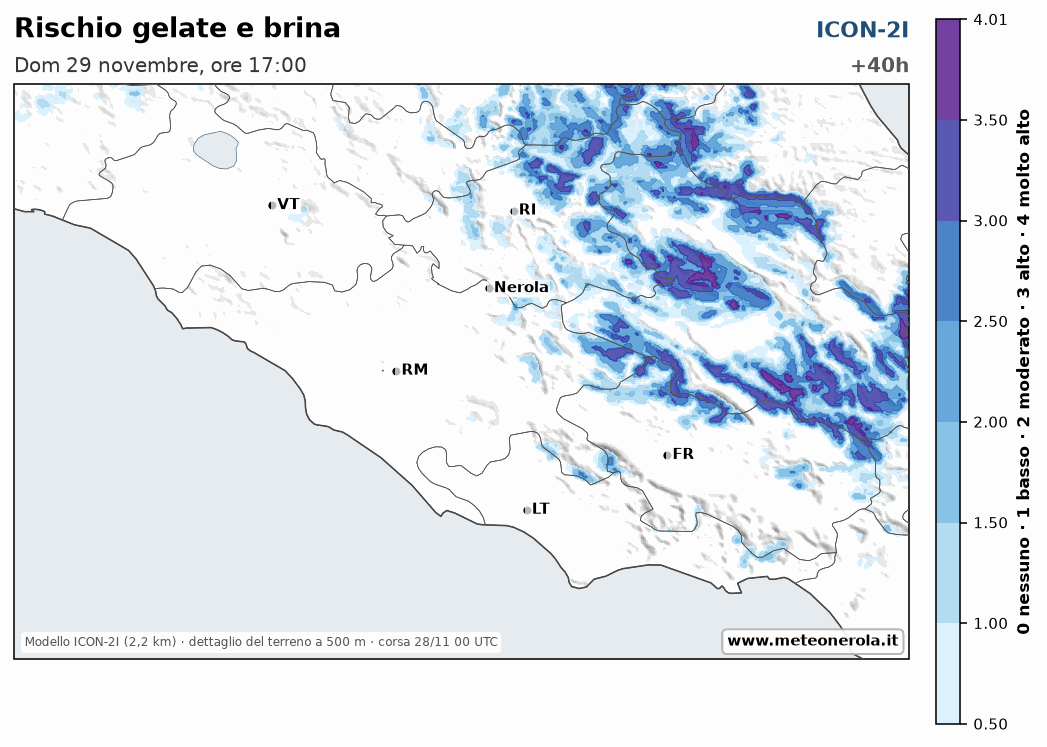 Rischio gelate e brina
ICON-2I
Dom 29 novembre, ore 17:00
+40h
4.01
3.50
3.00
2.50
2.00
1.50
1.00
0.50
0 nessuno · 1 basso · 2 moderato · 3 alto · 4 molto alto
VT
RI
Nerola
RM
FR
LT
Modello ICON-2I (2,2 km) · dettaglio del terreno a 500 m · corsa 28/11 00 UTC
www.meteonerola.it